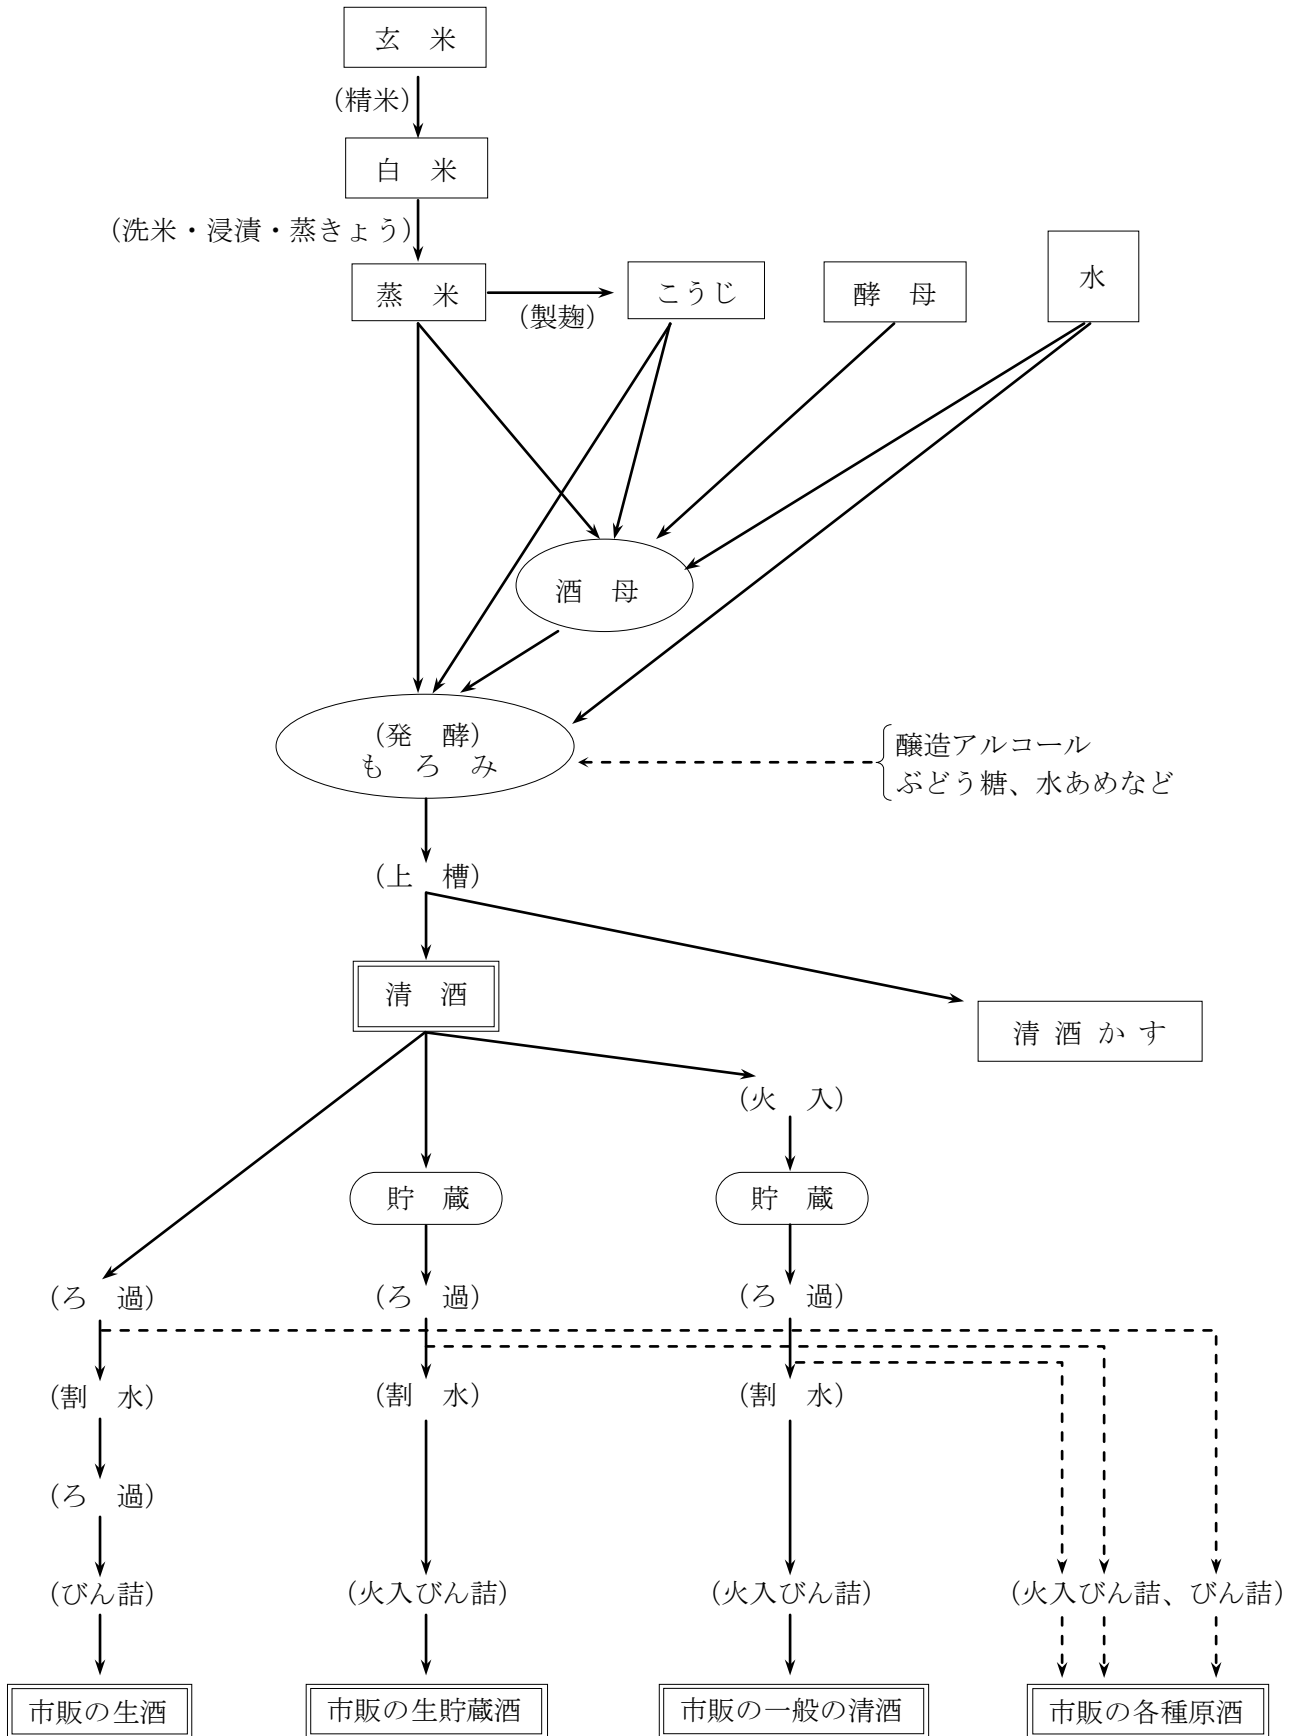 玄　米
（精米）
白　米
（洗米・浸漬・蒸きょう）
蒸　米
（製麹）
こうじ
酵　母
水
酒　母
（発　酵）
も　ろ　み
醸造アルコール
ぶどう糖、水あめなど
（上　槽）
清　酒
清 酒 か す
（火　入）
貯　蔵
貯　蔵
（ろ　過）
（ろ　過）
（ろ　過）
（割　水）
（割　水）
（割　水）
（ろ　過）
（びん詰）
（火入びん詰）
（火入びん詰）
（火入びん詰、びん詰）
市販の生酒
市販の生貯蔵酒
市販の一般の清酒
市販の各種原酒